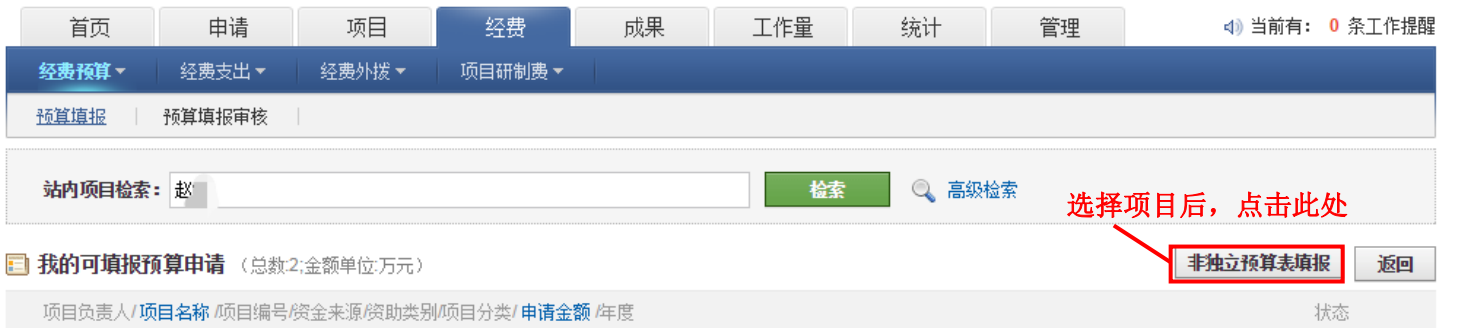 首页 申请 项目 经费 成果 工作量 统计 管理 当前有： 0 条工作提醒
经费预算 经费支出 经费外拨 项目研制费
预算填报 预算填报审核
站内项目检索： 赵 检索 高级检索
选择项目后，点击此处
我的可填报预算申请 （总数:2;金额单位:万元） 非独立预算表填报 返回
项目负责人/ 项目名称 /项目编号/资金来源/资助类别/项目分类/ 申请金额 /年度 状态